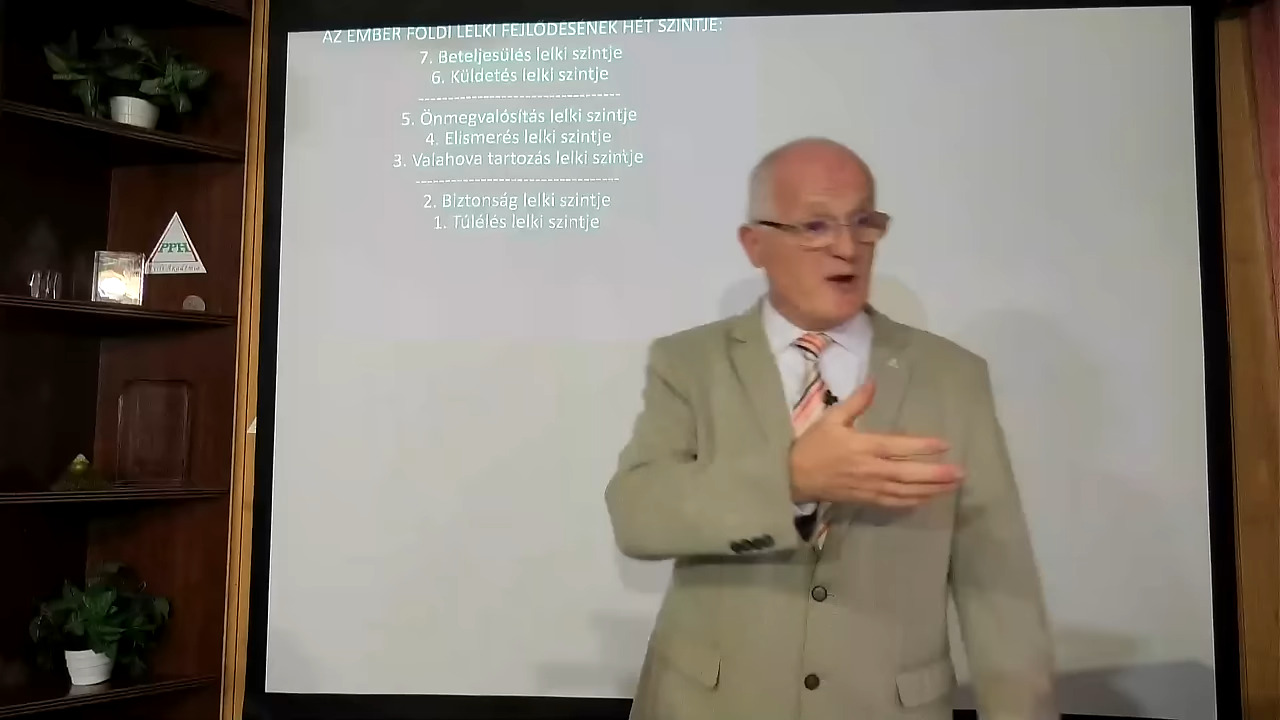 AZ EMBER FÖLDI LELKI FEJLŐDÉSÉNEK HÉT SZINTJE:
7. Beteljesülés lelki szintje
6. Küldetés lelki szintje
----------------------------------
5. Önmegvalósítás lelki szintje
4. Elismerés lelki szintje
3. Valahova tartozás lelki szintje
----------------------------------
2. Biztonság lelki szintje
1. Túlélés lelki szintje
PPH